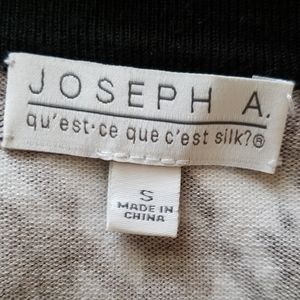 JOSEPH A.
qu'est-ce que c'est silk?®
S
MADE IN
CHINA